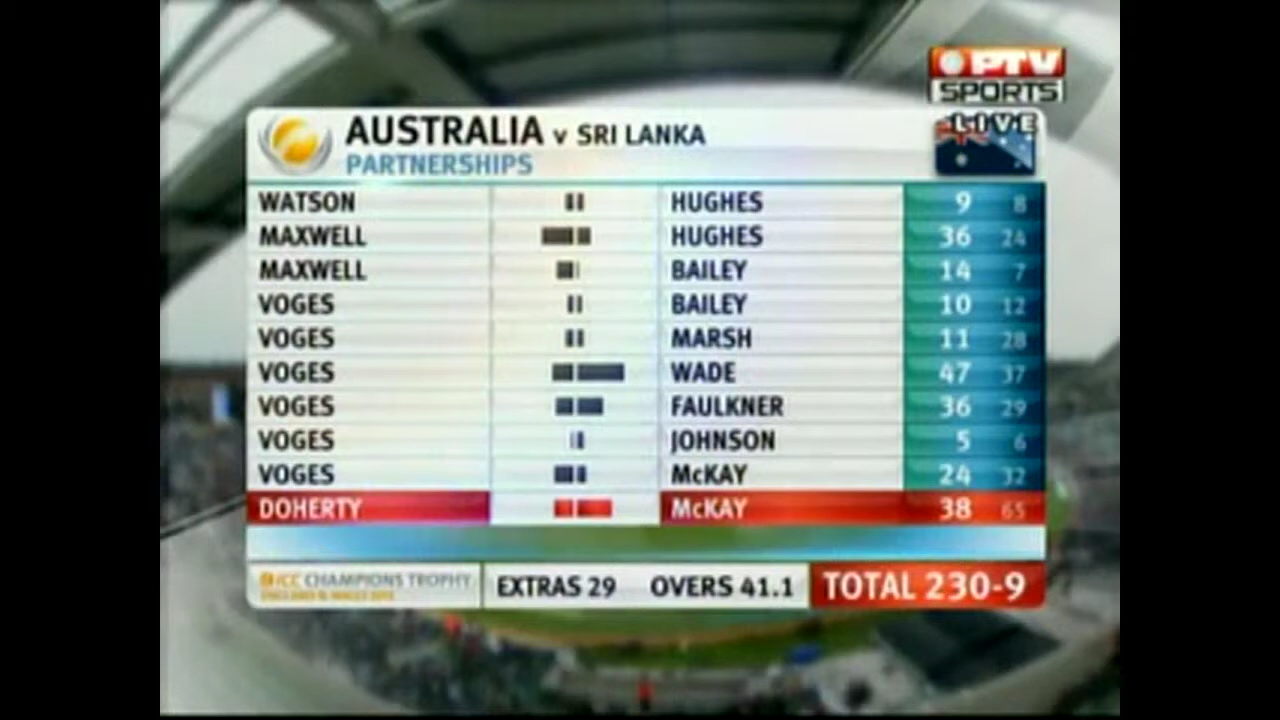 PTV
SPORTS
LIVE
AUSTRALIA v SRI LANKA
PARTNERSHIPS
WATSON HUGHES 9 8
MAXWELL HUGHES 36 24
MAXWELL BAILEY 14 7
VOGES BAILEY 10 12
VOGES MARSH 11 28
VOGES WADE 47 37
VOGES FAULKNER 36 29
VOGES JOHNSON 5 6
VOGES McKAY 24 32
DOHERTY McKAY 38 65
ICC CHAMPIONS TROPHY EXTRAS 29 OVERS 41.1 TOTAL 230-9
ENGLAND & WALES 2013